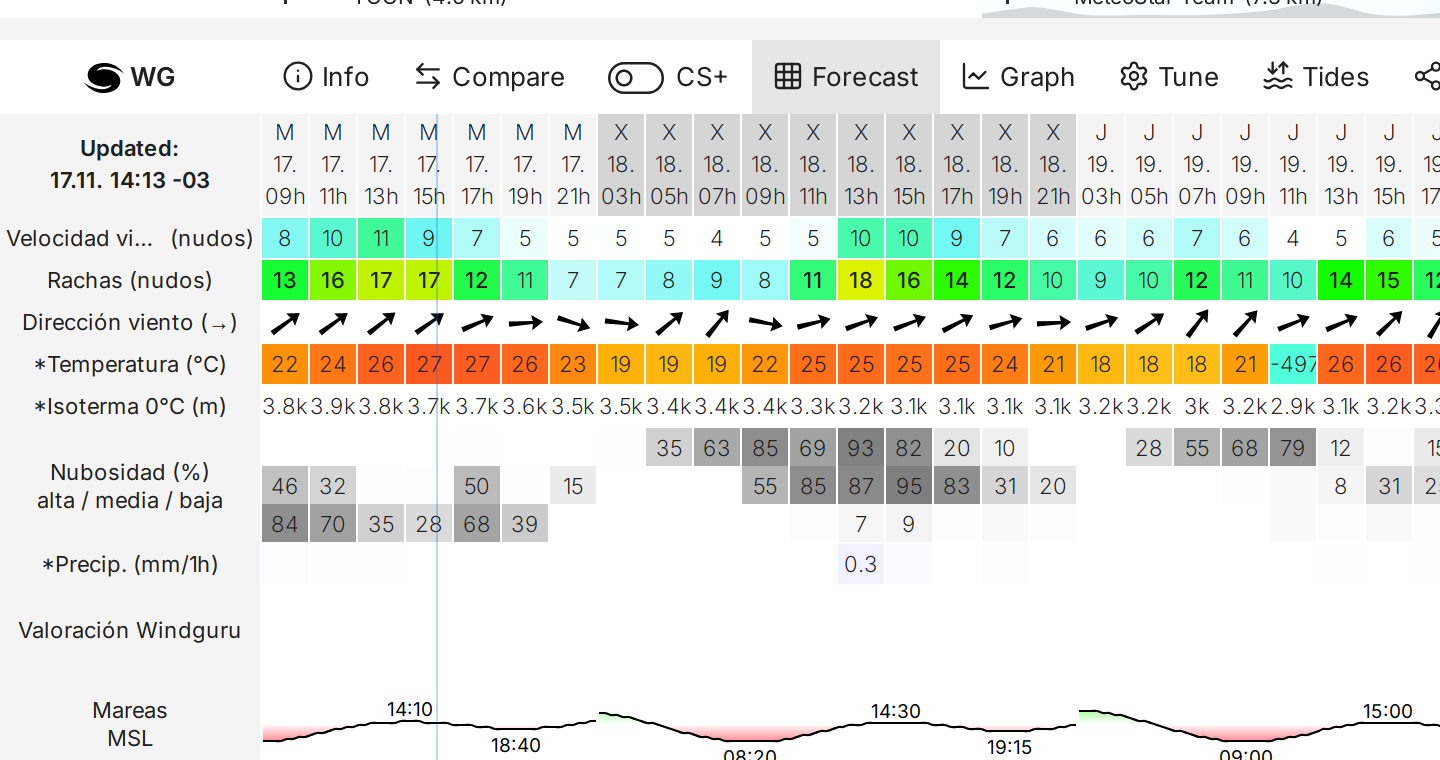 WG Info Compare CS+ Forecast Graph Tune Tides
Updated:
17.11. 14:13 -03
M M M M M M M X X X X X X X X X X J J J J J J J J
17. 17. 17. 17. 17. 17. 17. 18. 18. 18. 18. 18. 18. 18. 18. 18. 18. 19. 19. 19. 19. 19. 19. 19.
09h 11h 13h 15h 17h 19h 21h 03h 05h 07h 09h 11h 13h 15h 17h 19h 21h 03h 05h 07h 09h 11h 13h 15h 17
Velocidad vi... (nudos) 8 10 11 9 7 5 5 5 5 4 5 5 10 10 9 7 6 6 6 7 6 4 5 6 5
Rachas (nudos) 13 16 17 17 12 11 7 7 8 9 8 11 18 16 14 12 10 9 10 12 11 10 14 15 12
Dirección viento (→)
*Temperatura (°C) 22 24 26 27 27 26 23 19 19 19 22 25 25 25 25 24 21 18 18 18 21 -497 26 26
*Isoterma 0°C (m) 3.8k 3.9k 3.8k 3.7k 3.7k 3.6k 3.5k 3.5k 3.4k 3.4k 3.4k 3.3k 3.2k 3.1k 3.1k 3.1k 3.1k 3.2k 3.2k 3k 3.2k 2.9k 3.1k 3.2k 3.3
35 63 85 69 93 82 20 10 28 55 68 79 12 15
Nubosidad (%)
alta / media / baja
46 32 50 15 55 85 87 95 83 31 20 8 31
84 70 35 28 68 39 7 9
*Precip. (mm/1h) 0.3
Valoración Windguru
Mareas
MSL
14:10 14:30 15:00
18:40 08:20 19:15 09:00